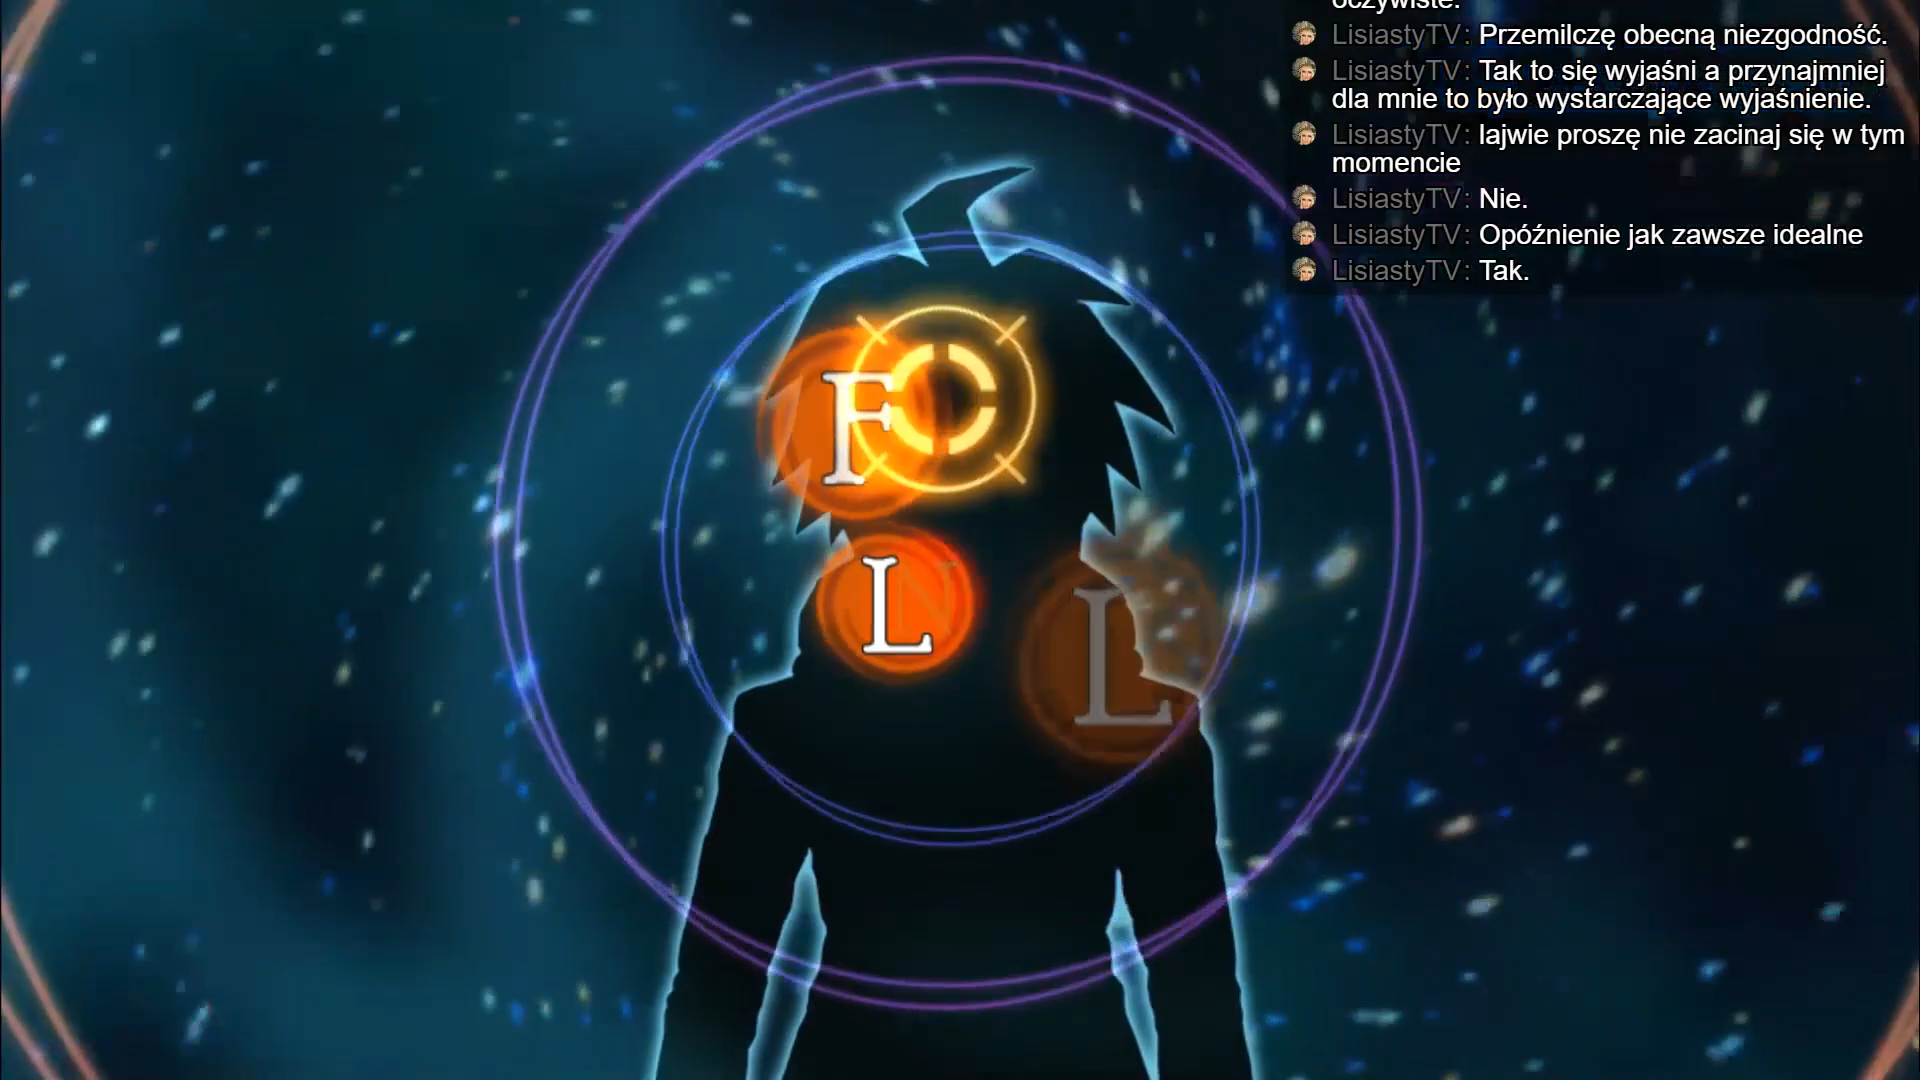 oczywiste.
LisiastyTV: Przemilczę obecną niezgodność.
LisiastyTV: Tak to się wyjaśni a przynajmniej
dla mnie to było wystarczające wyjaśnienie.
LisiastyTV: lajwie proszę nie zacinaj się w tym
momencie
LisiastyTV: Nie.
LisiastyTV: Opóźnienie jak zawsze idealne
LisiastyTV: Tak.
F
L N
L